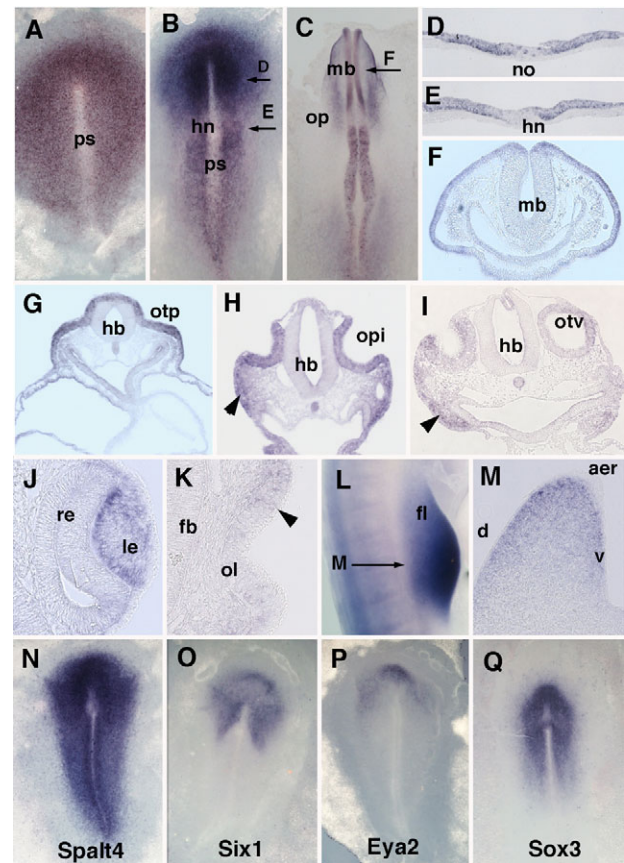 A
ps
B
D
E
hn
ps
C
mb
F
op
D
no
E
hn
F
mb
G
otp
hb
H
opi
hb
I
otv
hb
J
re
le
K
fb
ol
L
fl
M
M
aer
d
v
N
Spalt4
O
Six1
P
Eya2
Q
Sox3